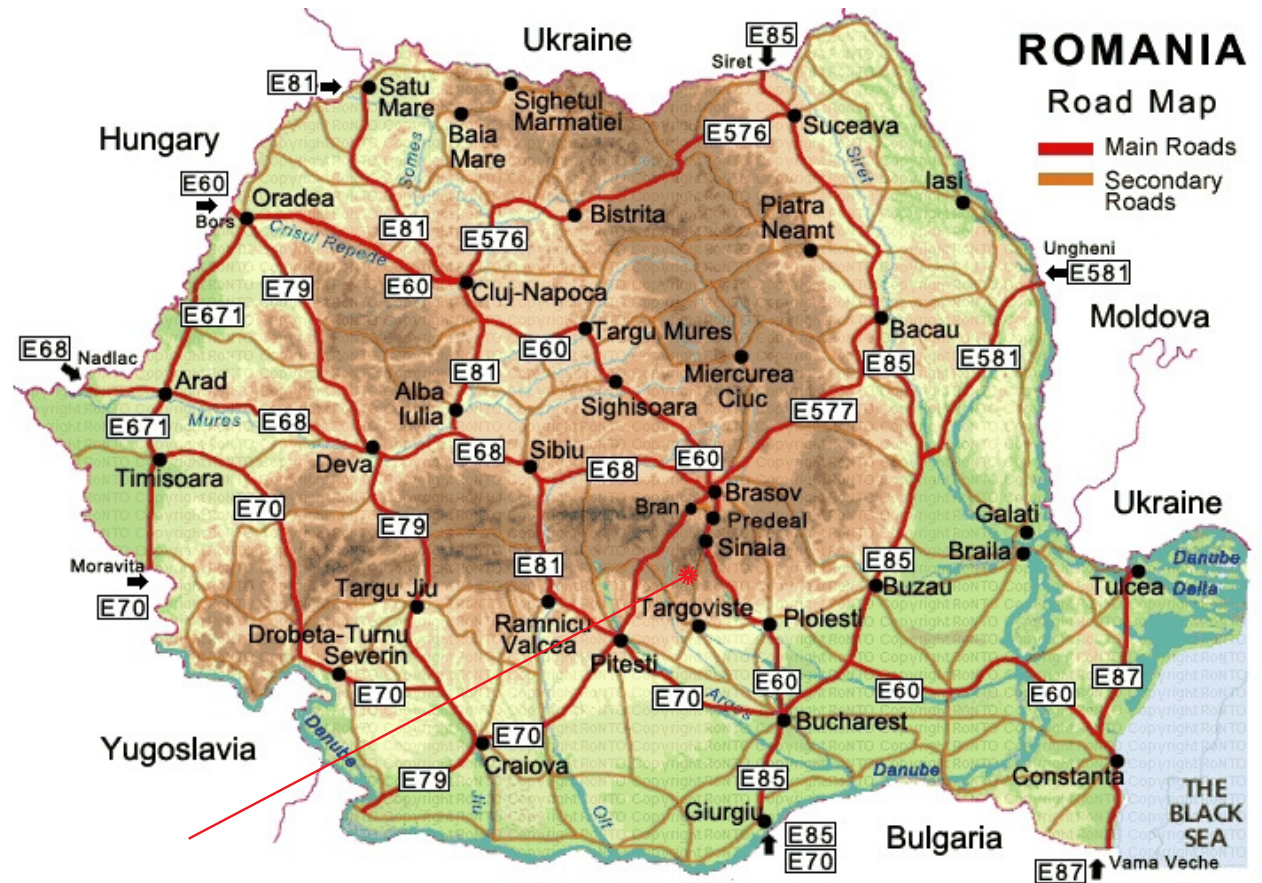 ROMANIA
Road Map
Main Roads
Secondary
Roads
Ukraine
E85
Siret
E81
Satu
Mare
Sighetul
Marmatiei
Baia
Mare
E576
Suceava
Hungary
Somes
Siret
E60
Bors
Oradea
Iasi
Bistrita
Piatra
Neamt
Crisul Repede
E81
E576
Ungheni
E581
E79
E60
Cluj-Napoca
E671
Moldova
Targu Mures
Bacau
E68
Nadlac
E60
E85
E581
Arad
E81
Miercurea
Ciuc
Alba
Iulia
Sighisoara
E577
Mures
E68
E671
Deva
E68
Sibiu
E68
E60
Timisoara
Brasov
Ukraine
E70
Bran
Predeal
Galati
E79
Sinaia
Braila
Danube
Delta
Moravita
E81
E85
E70
Targu Jiu
Buzau
Tulcea
Targoviste
Ploiesti
Ramnicu
Valcea
Drobeta-Turnu
Severin
Pitesti
E70
E70
Arges
E60
E60
E60
E87
Yugoslavia
Danube
E70
Bucharest
Craiova
E79
E85
Danube
Constanta
Jiu
Olt
THE
BLACK
SEA
Giurgiu
E85
E70
Bulgaria
E87
Vama Veche